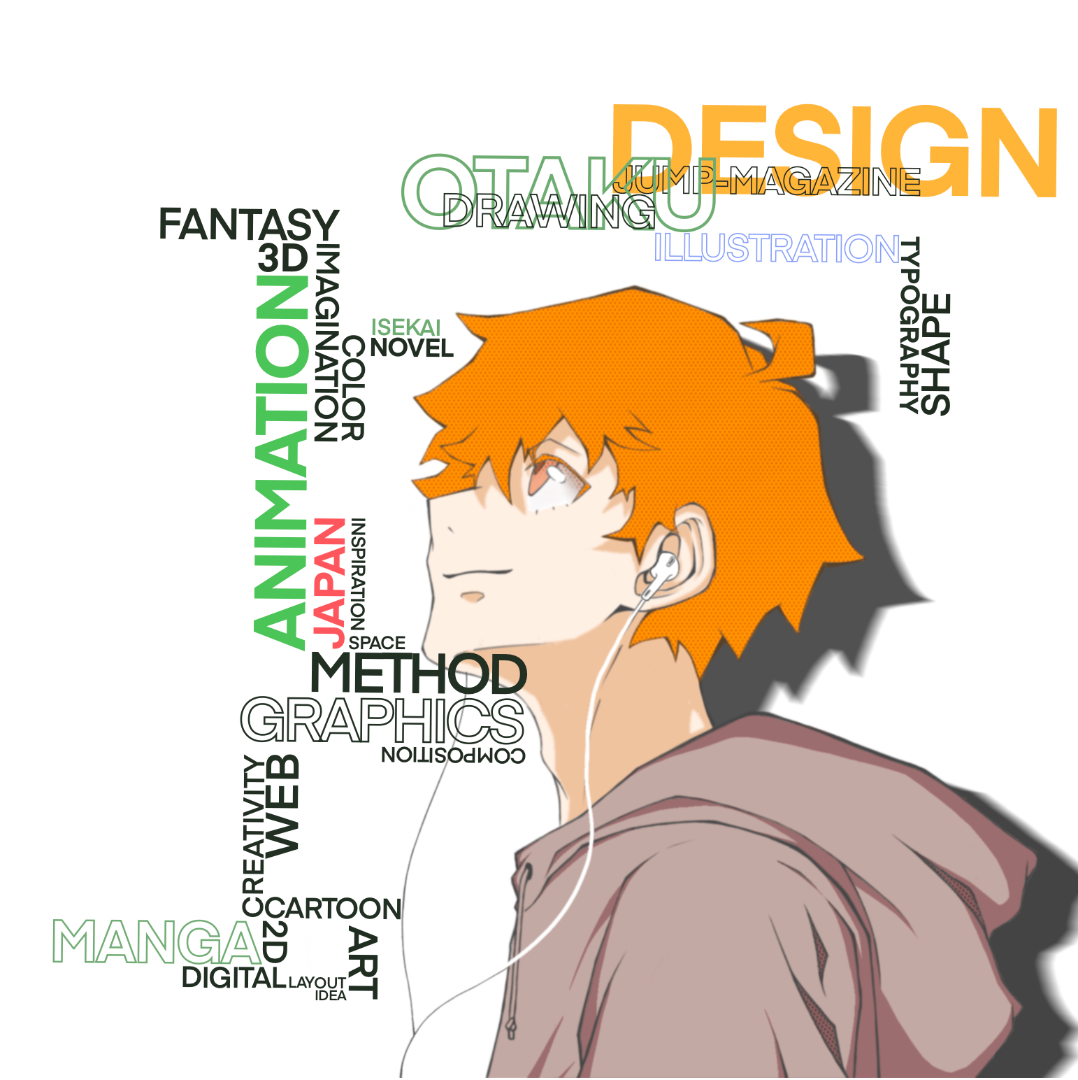 DESIGN
OTAKU
JUMP-MAGAZINE
DRAWING
ILLUSTRATION
FANTASY
3D
IMAGINATION
ANIMATION
COLOR
ISEKAI
NOVEL
TYPOGRAPHY
SHAPE
JAPAN
INSPIRATION
SPACE
METHOD
GRAPHICS
COMPOSITION
CREATIVITY
WEB
CARTOON
MANGA
2D
ART
DIGITAL
LAYOUT
IDEA